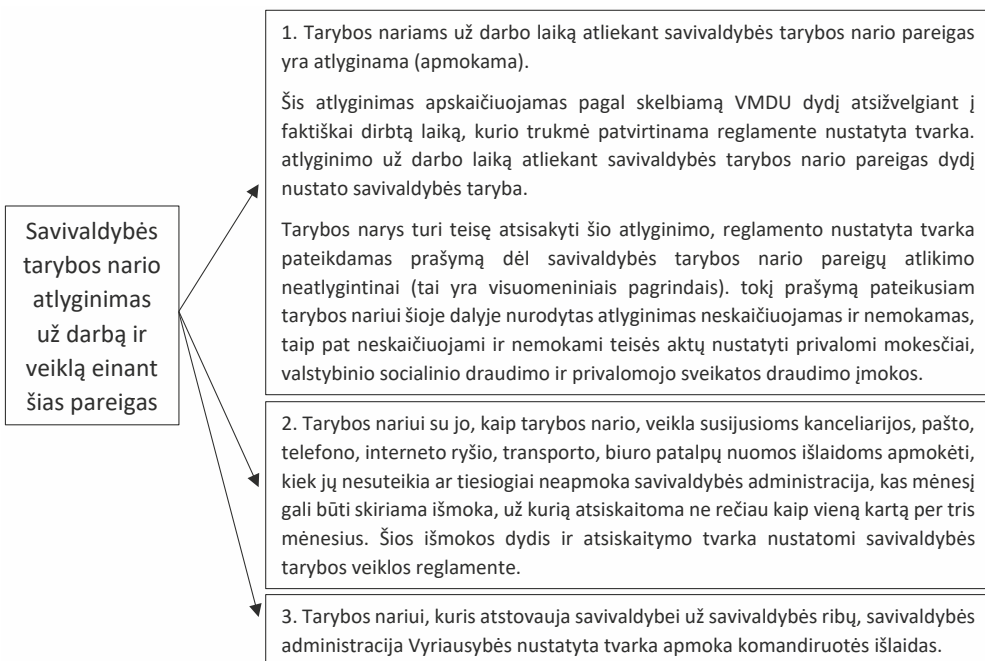 Savivaldybės
tarybos nario
atlyginimas
už darbą ir
veiklą einant
šias pareigas
1. Tarybos nariams už darbo laiką atliekant savivaldybės tarybos nario pareigas
yra atlyginama (apmokama).
Šis atlyginimas apskaičiuojamas pagal skelbiamą VMDU dydį atsižvelgiant į
faktiškai dirbtą laiką, kurio trukmė patvirtinama reglamente nustatyta tvarka.
atlyginimo už darbo laiką atliekant savivaldybės tarybos nario pareigas dydį
nustato savivaldybės taryba.
Tarybos narys turi teisę atsisakyti šio atlyginimo, reglamento nustatyta tvarka
pateikdamas prašymą dėl savivaldybės tarybos nario pareigų atlikimo
neatlygintinai (tai yra visuomeniniais pagrindais). tokį prašymą pateikusiam
tarybos nariui šioje dalyje nurodytas atlyginimas neskaičiuojamas ir nemokamas,
taip pat neskaičiuojami ir nemokami teisės aktų nustatyti privalomi mokesčiai,
valstybinio socialinio draudimo ir privalomojo sveikatos draudimo įmokos.
2. Tarybos nariui su jo, kaip tarybos nario, veikla susijusioms kanceliarijos, pašto,
telefono, interneto ryšio, transporto, biuro patalpų nuomos išlaidoms apmokėti,
kiek jų nesuteikia ar tiesiogiai neapmoka savivaldybės administracija, kas mėnesį
gali būti skiriama išmoka, už kurią atsiskaitoma ne rečiau kaip vieną kartą per tris
mėnesius. Šios išmokos dydis ir atsiskaitymo tvarka nustatomi savivaldybės
tarybos veiklos reglamente.
3. Tarybos nariui, kuris atstovauja savivaldybei už savivaldybės ribų, savivaldybės
administracija Vyriausybės nustatyta tvarka apmoka komandiruotės išlaidas.